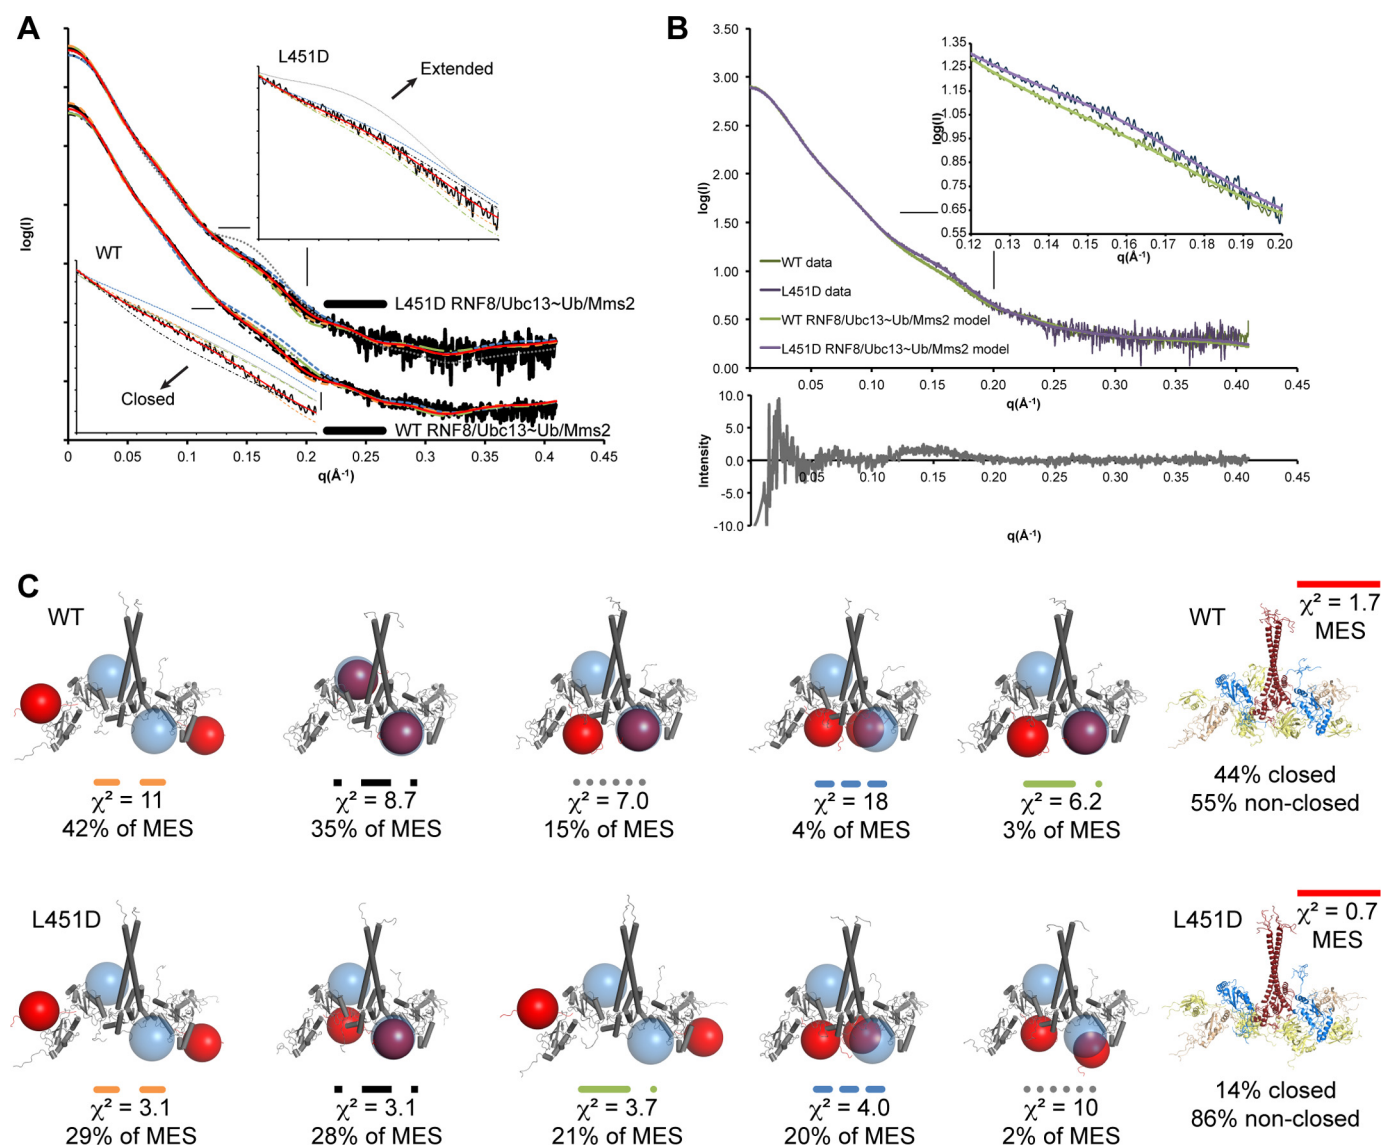 A
L451D
Extended
log(I)
WT
Closed
L451D RNF8/Ubc13~Ub/Mms2
WT RNF8/Ubc13~Ub/Mms2
0 0.05 0.1 0.15 0.2 0.25 0.3 0.35 0.4 0.45
q(Å⁻¹)
B
3.50
3.00
2.50
2.00
1.50
1.00
0.50
0.00
log(I)
1.35
1.25
1.15
1.05
0.95
0.85
0.75
0.65
0.55
log(I)
0.12 0.13 0.14 0.15 0.16 0.17 0.18 0.19 0.20
q(Å⁻¹)
WT data
L451D data
WT RNF8/Ubc13~Ub/Mms2 model
L451D RNF8/Ubc13~Ub/Mms2 model
0.05 0.10 0.15 0.20 0.25 0.30 0.35 0.40 0.45
q(Å⁻¹)
10.0
5.0
0.0
-5.0
-10.0
Intensity
0.05 0.10 0.15 0.20 0.25 0.30 0.35 0.40 0.45
q(Å⁻¹)
C
WT
χ² = 11
42% of MES
χ² = 8.7
35% of MES
χ² = 7.0
15% of MES
χ² = 18
4% of MES
χ² = 6.2
3% of MES
WT
χ² = 1.7
MES
44% closed
55% non-closed
L451D
χ² = 3.1
29% of MES
χ² = 3.1
28% of MES
χ² = 3.7
21% of MES
χ² = 4.0
20% of MES
χ² = 10
2% of MES
L451D
χ² = 0.7
MES
14% closed
86% non-closed